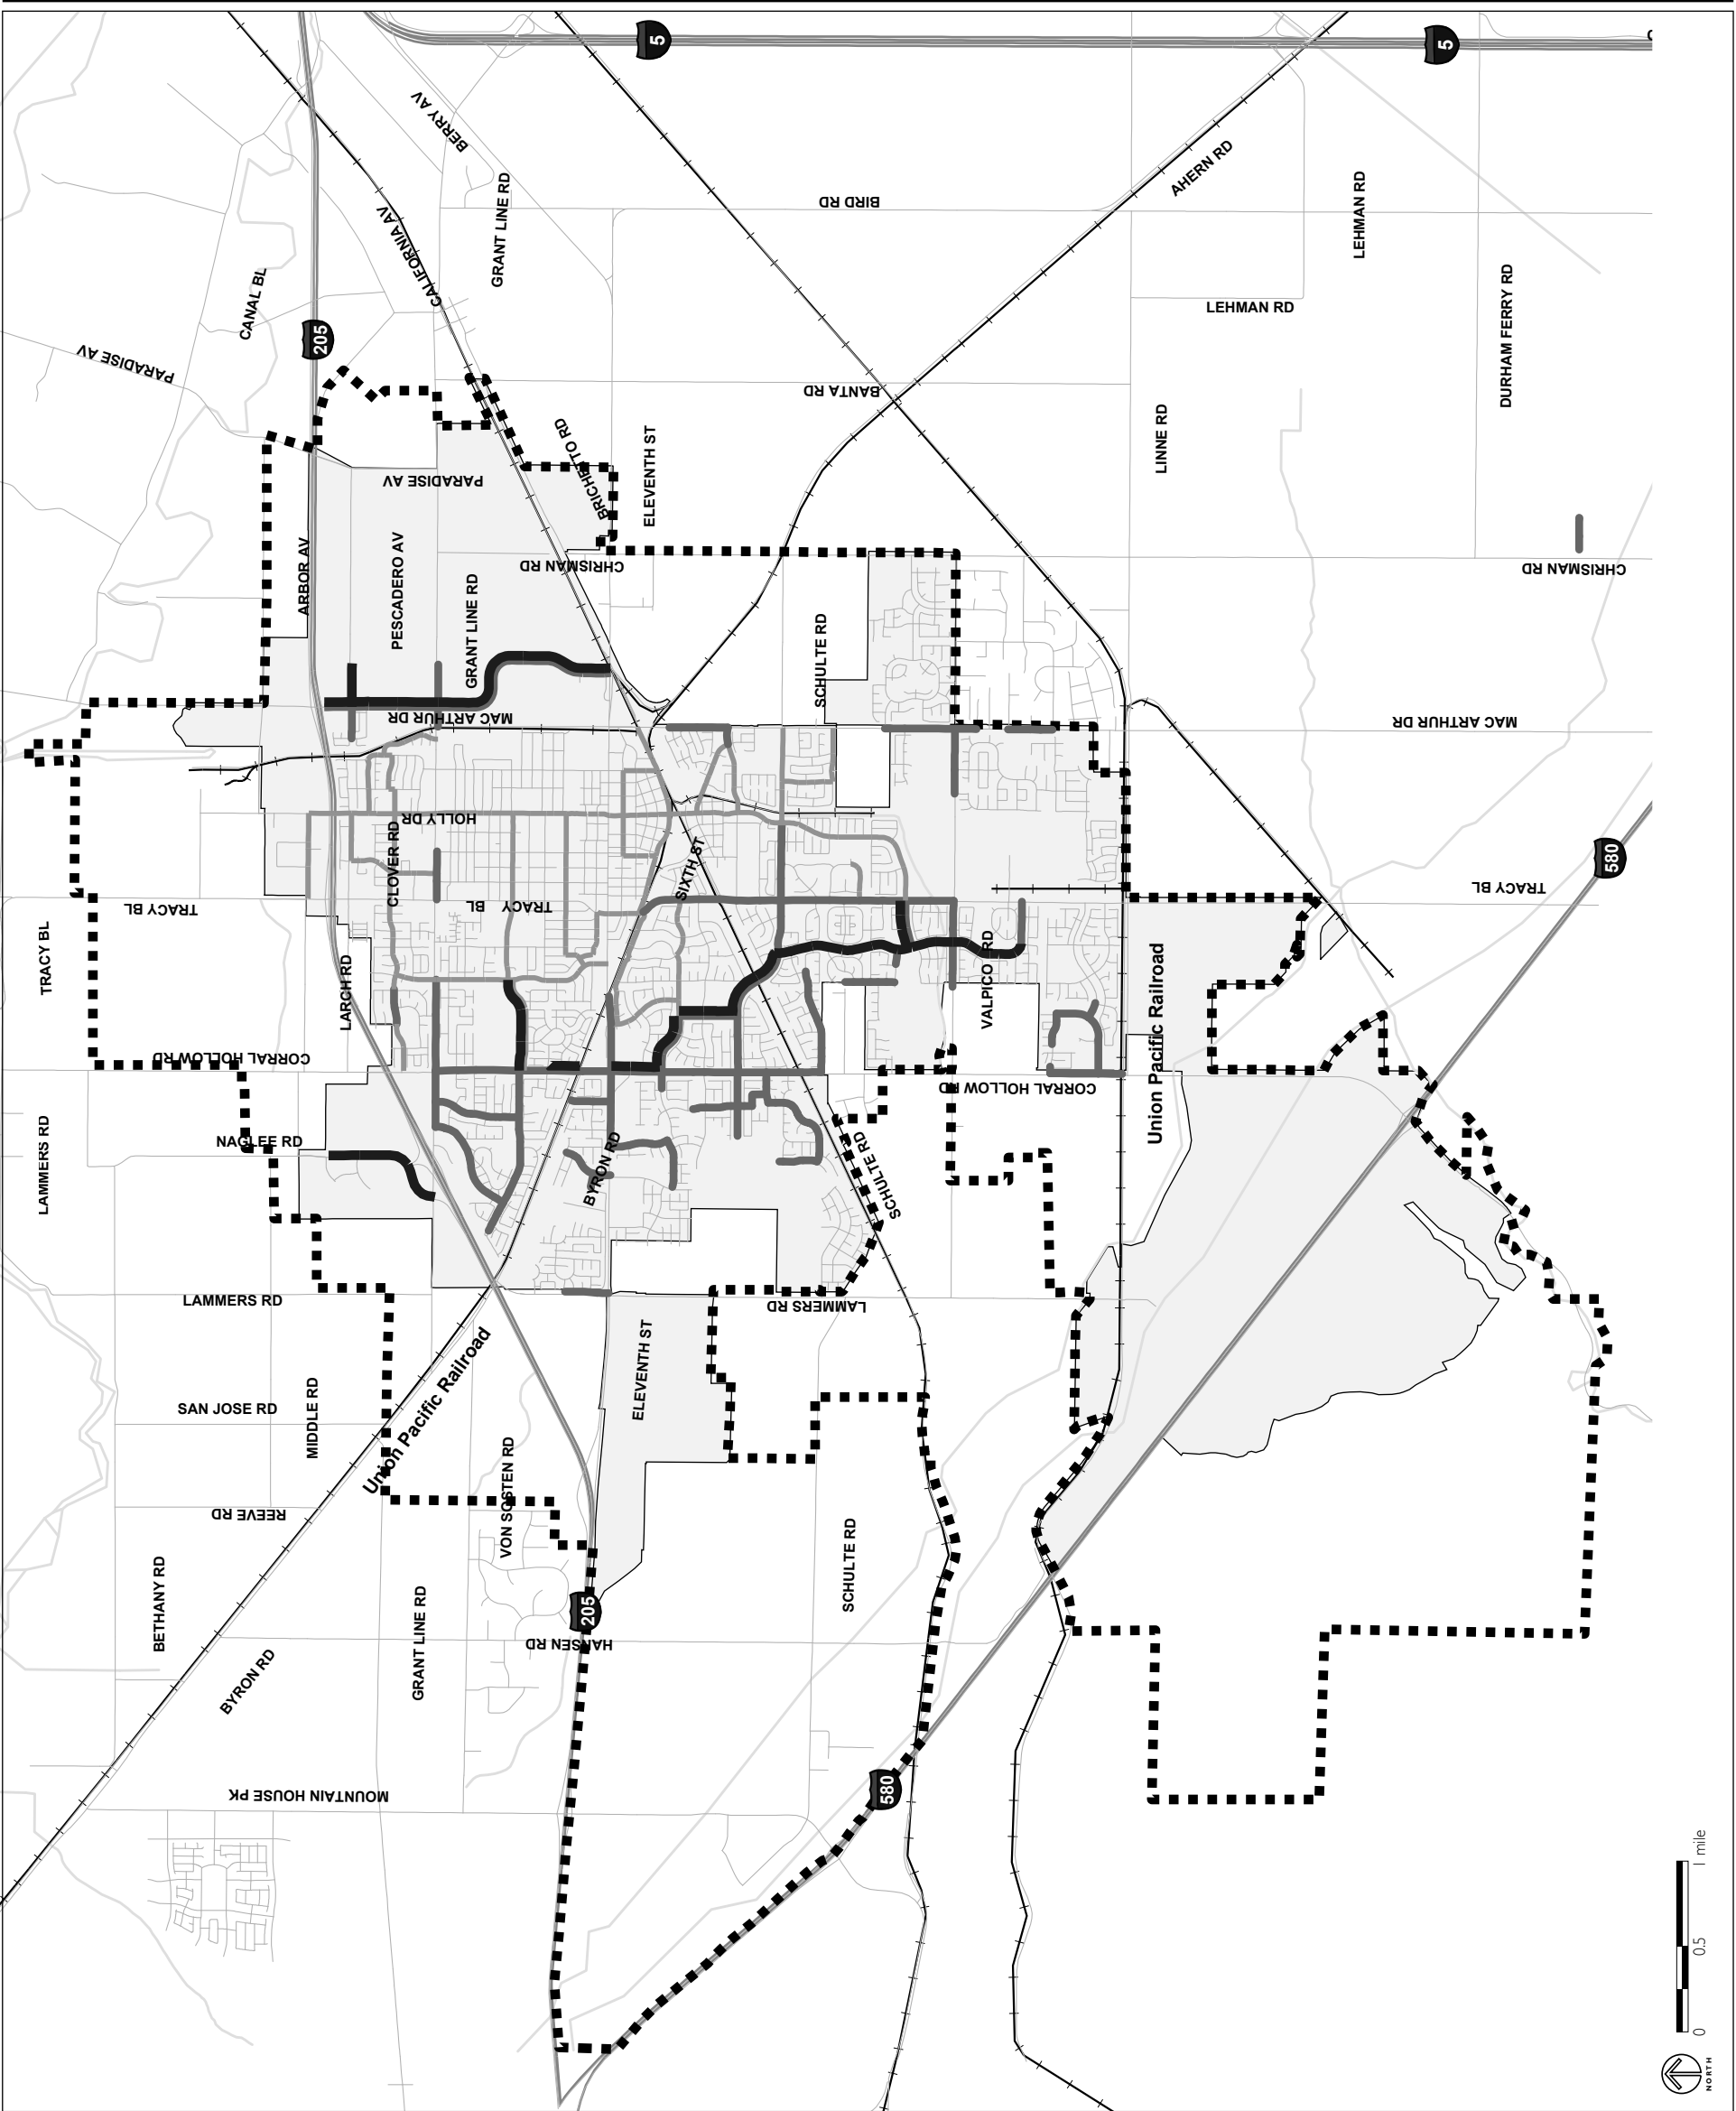 5
5
BERRY AV
GRANT LINE RD
CALIFORNIA AV
BIRD RD
AHERN RD
LEHMAN RD
CANAL BL
205
LEHMAN RD
DURHAM FERRY RD
PARADISE AV
BANTA RD
LINNE RD
PARADISE AV
BRICHETTO RD
ELEVENTH ST
ARBOR AV
PESCADERO AV
CHRISMAN RD
CHRISMAN RD
GRANT LINE RD
SCHULTE RD
MAC ARTHUR DR
MAC ARTHUR DR
HOLLY DR
CLOVER RD
SIXTH ST
580
TRACY BL
TRACY BL
TRACY BL
TRACY BL
LARCH RD
VALPICO RD
Union Pacific Railroad
CORRAL HOLLOW RD
CORRAL HOLLOW RD
LAMMERS RD
NAGLEE RD
BYRON RD
SCHULTE RD
LAMMERS RD
LAMMERS RD
ELEVENTH ST
Union Pacific Railroad
SAN JOSE RD
MIDDLE RD
VON SOSTEN RD
REEVE RD
SCHULTE RD
BETHANY RD
205
HANSEN RD
GRANT LINE RD
BYRON RD
MOUNTAIN HOUSE PK
580
0
0.5
1 mile
NORTH